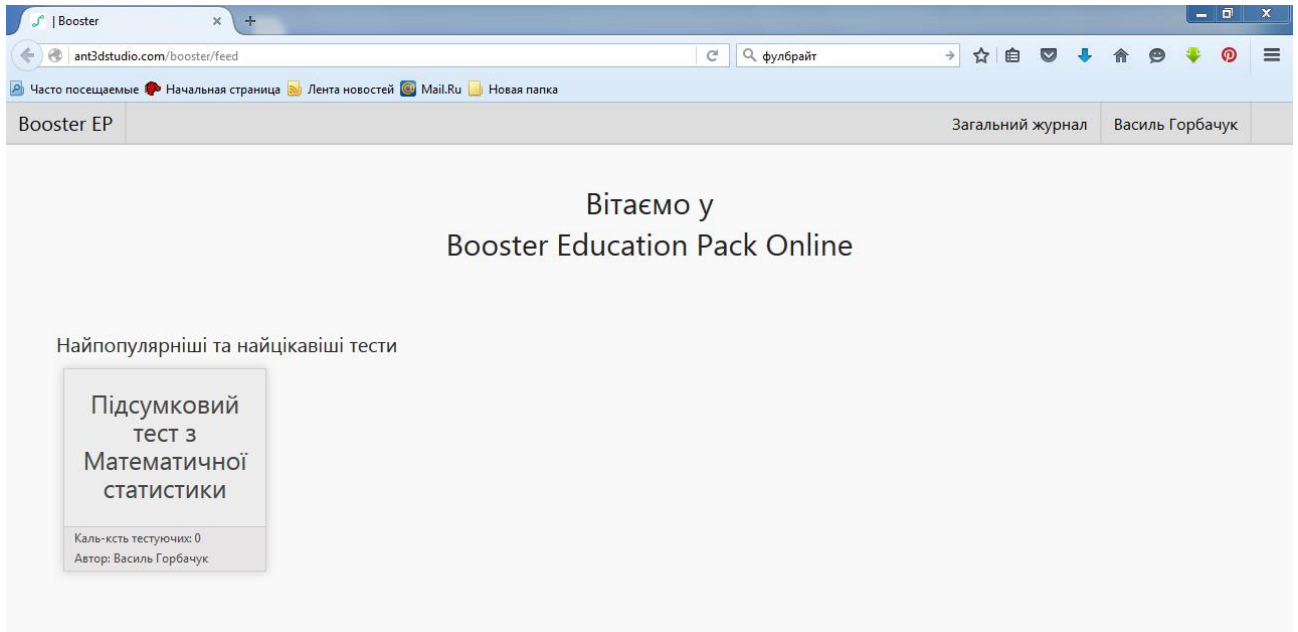 | Booster
ant3dstudio.com/booster/feed
фулбрайт
Часто посещаемые Начальная страница Лента новостей Mail.Ru Новая папка
Booster EP Загальний журнал Василь Горбачук
Вітаємо у
Booster Education Pack Online
Найпопулярніші та найцікавіші тести
Підсумковий
тест з
Математичної
статистики
Каль-ксть тестуючих: 0
Автор: Василь Горбачук